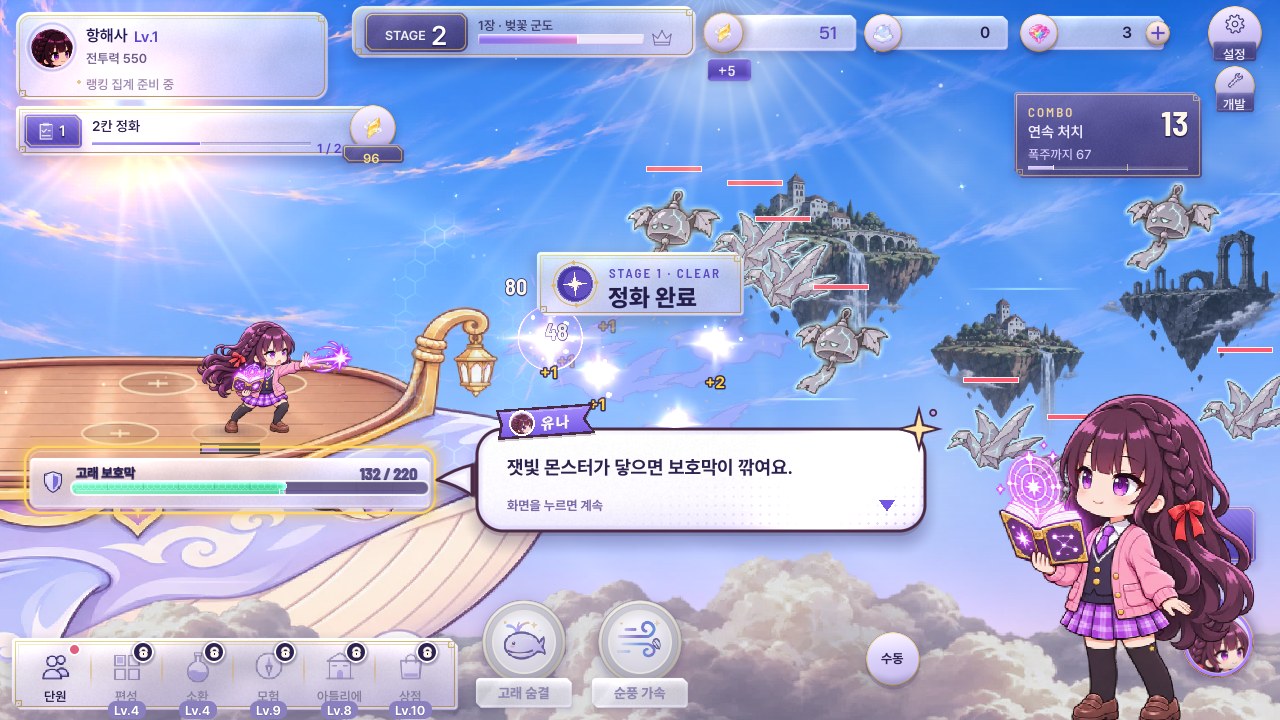 항해사 Lv.1
전투력 550
랭킹 집계 준비 중
STAGE 2
1장 · 벚꽃 군도
51
+5
0
3
설정
개발
1
2칸 정화
1 / 2
96
COMBO
연속 처치
13
폭주까지 67
STAGE 1 · CLEAR
정화 완료
80
48
+1
+1
+2
+1
유나
잿빛 몬스터가 닿으면 보호막이 깎여요.
화면을 누르면 계속
고래 보호막
132 / 220
단원
편성
Lv.4
소환
Lv.4
모험
Lv.9
아틀리에
Lv.8
상점
Lv.10
고래 숨결
순풍 가속
수동